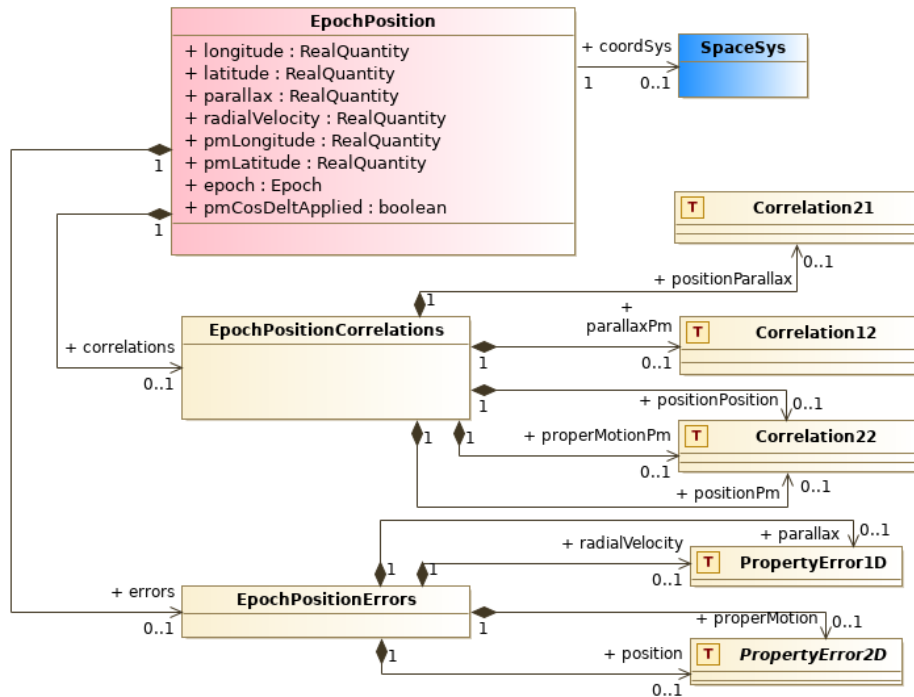 EpochPosition
+ longitude : RealQuantity
+ latitude : RealQuantity
+ parallax : RealQuantity
+ radialVelocity : RealQuantity
+ pmLongitude : RealQuantity
+ pmLatitude : RealQuantity
+ epoch : Epoch
+ pmCosDeltApplied : boolean
+ coordSys
1
0..1
SpaceSys
1
1
T
Correlation21
0..1
+ positionParallax
1
EpochPositionCorrelations
+ correlations
0..1
+
parallaxPm
1
0..1
T
Correlation12
1
+ positionPosition
0..1
1
1
+ properMotionPm
0..1
T
Correlation22
+ positionPm
0..1
+ parallax
0..1
1
1
+ radialVelocity
0..1
T
PropertyError1D
+ errors
0..1
EpochPositionErrors
1
+ properMotion
0..1
1
+ position
0..1
T
PropertyError2D